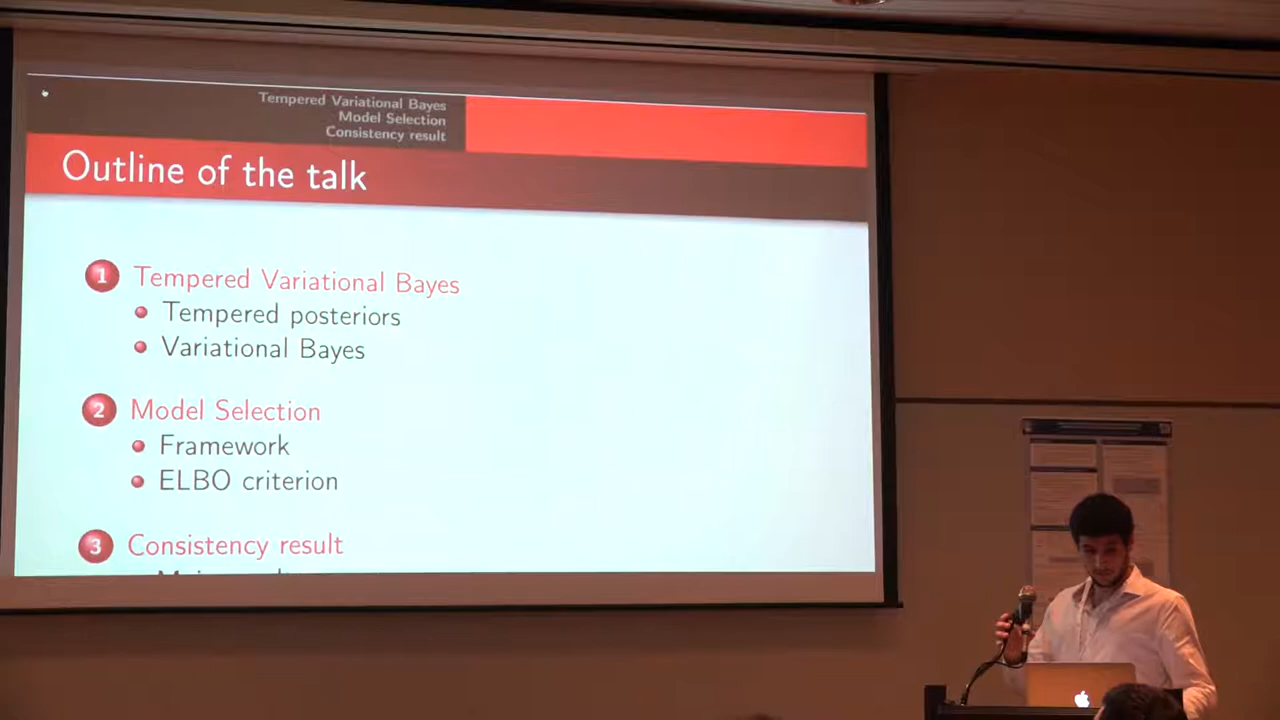 Tempered Variational Bayes
Model Selection
Consistency result
Outline of the talk
1 Tempered Variational Bayes
Tempered posteriors
Variational Bayes
2 Model Selection
Framework
ELBO criterion
3 Consistency result